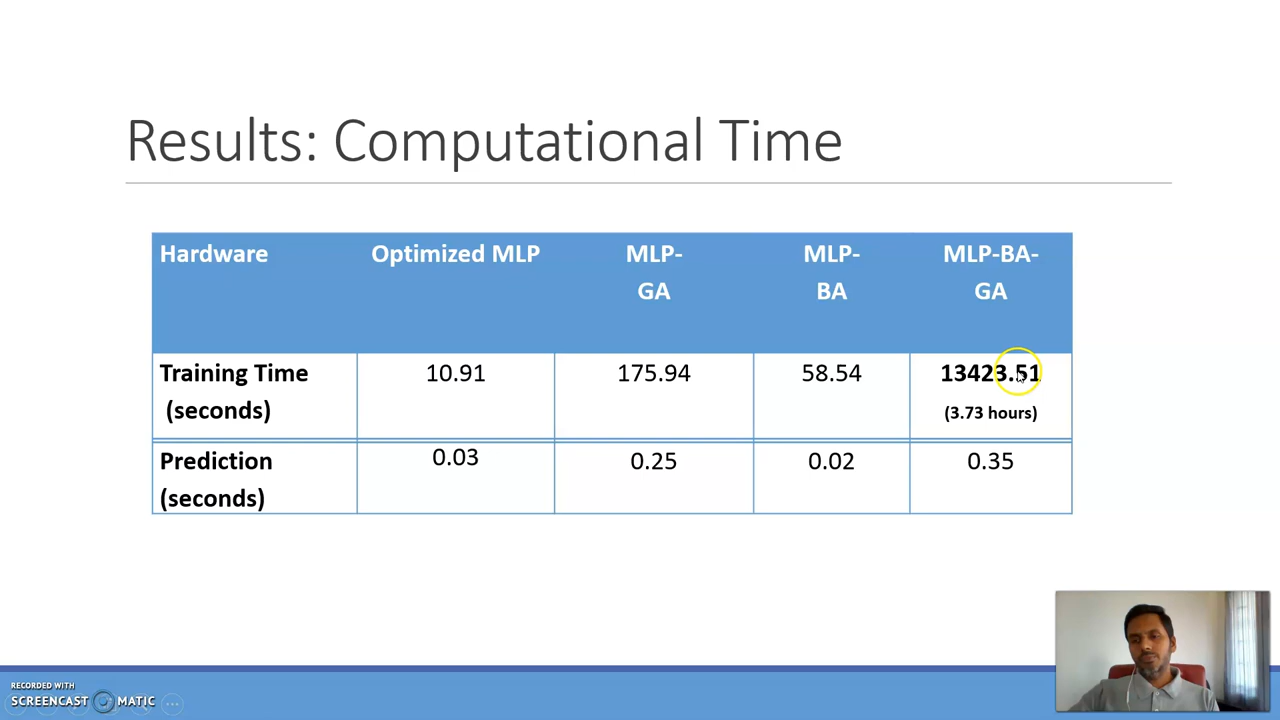 Results: Computational Time
Hardware Optimized MLP MLP- MLP- MLP-BA-
GA BA GA
Training Time 10.91 175.94 58.54 13423.51
(seconds) (3.73 hours)
Prediction 0.03 0.25 0.02 0.35
(seconds)
RECORDED WITH
SCREENCAST MATIC